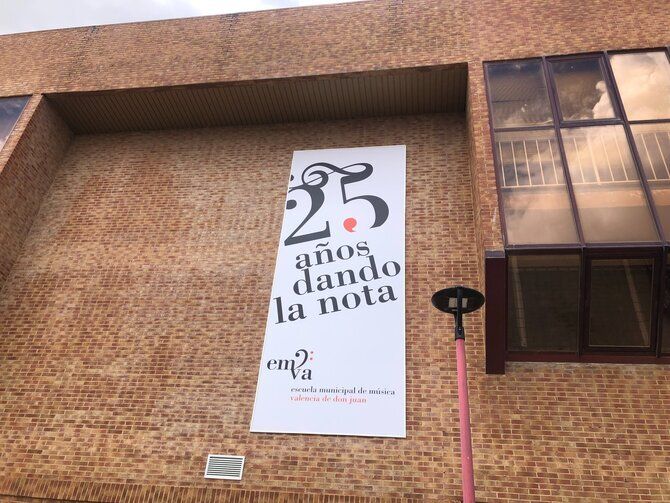 25
años
dando
la nota
emva
escuela municipal de música
valencia de don juan